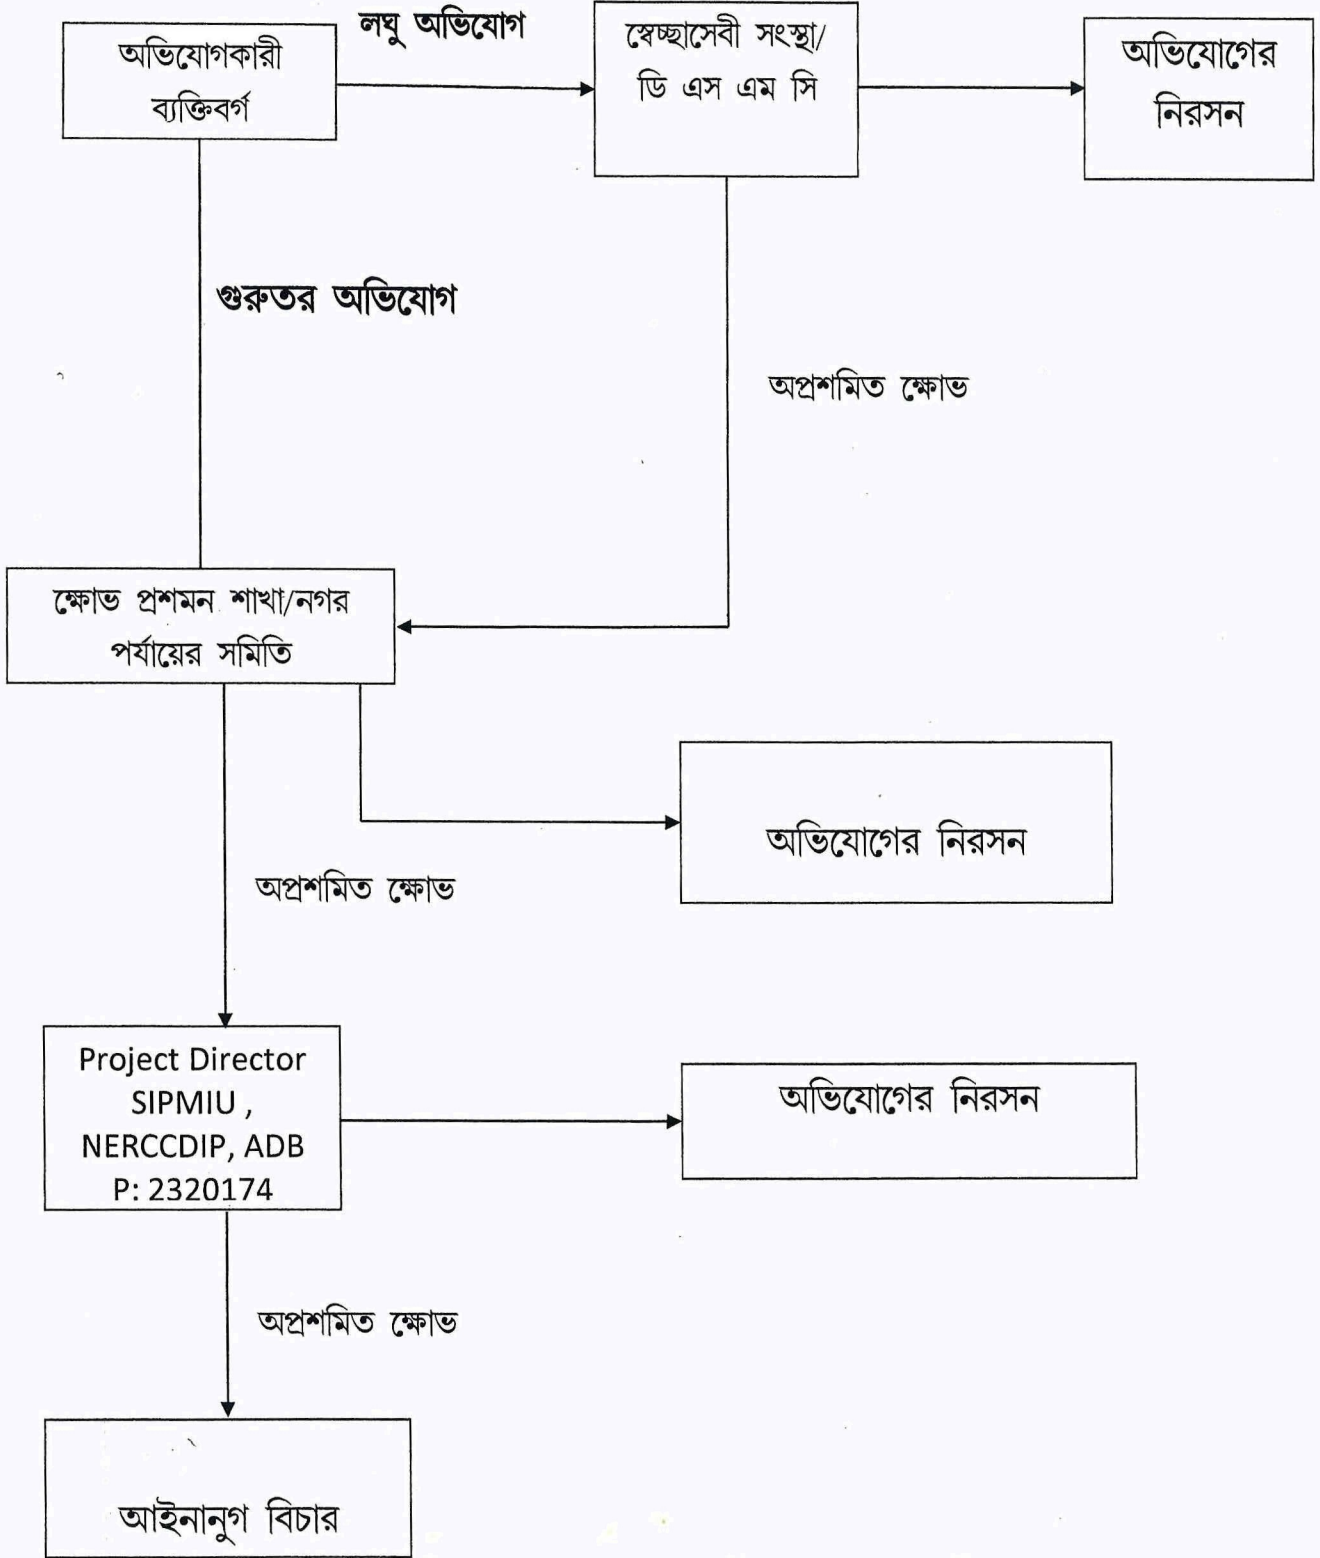 লঘু অভিযোগ
অভিযোগকারী
ব্যক্তিবর্গ
স্বেচ্ছাসেবী সংস্থা/
ডি এস এম সি
অভিযোগের
নিরসন
গুরুতর অভিযোগ
অপ্রশমিত ক্ষোভ
ক্ষোভ প্রশমন শাখা/নগর
পর্যায়ের সমিতি
অভিযোগের নিরসন
অপ্রশমিত ক্ষোভ
Project Director
SIPMIU ,
NERCCDIP, ADB
P: 2320174
অভিযোগের নিরসন
অপ্রশমিত ক্ষোভ
আইনানুগ বিচার